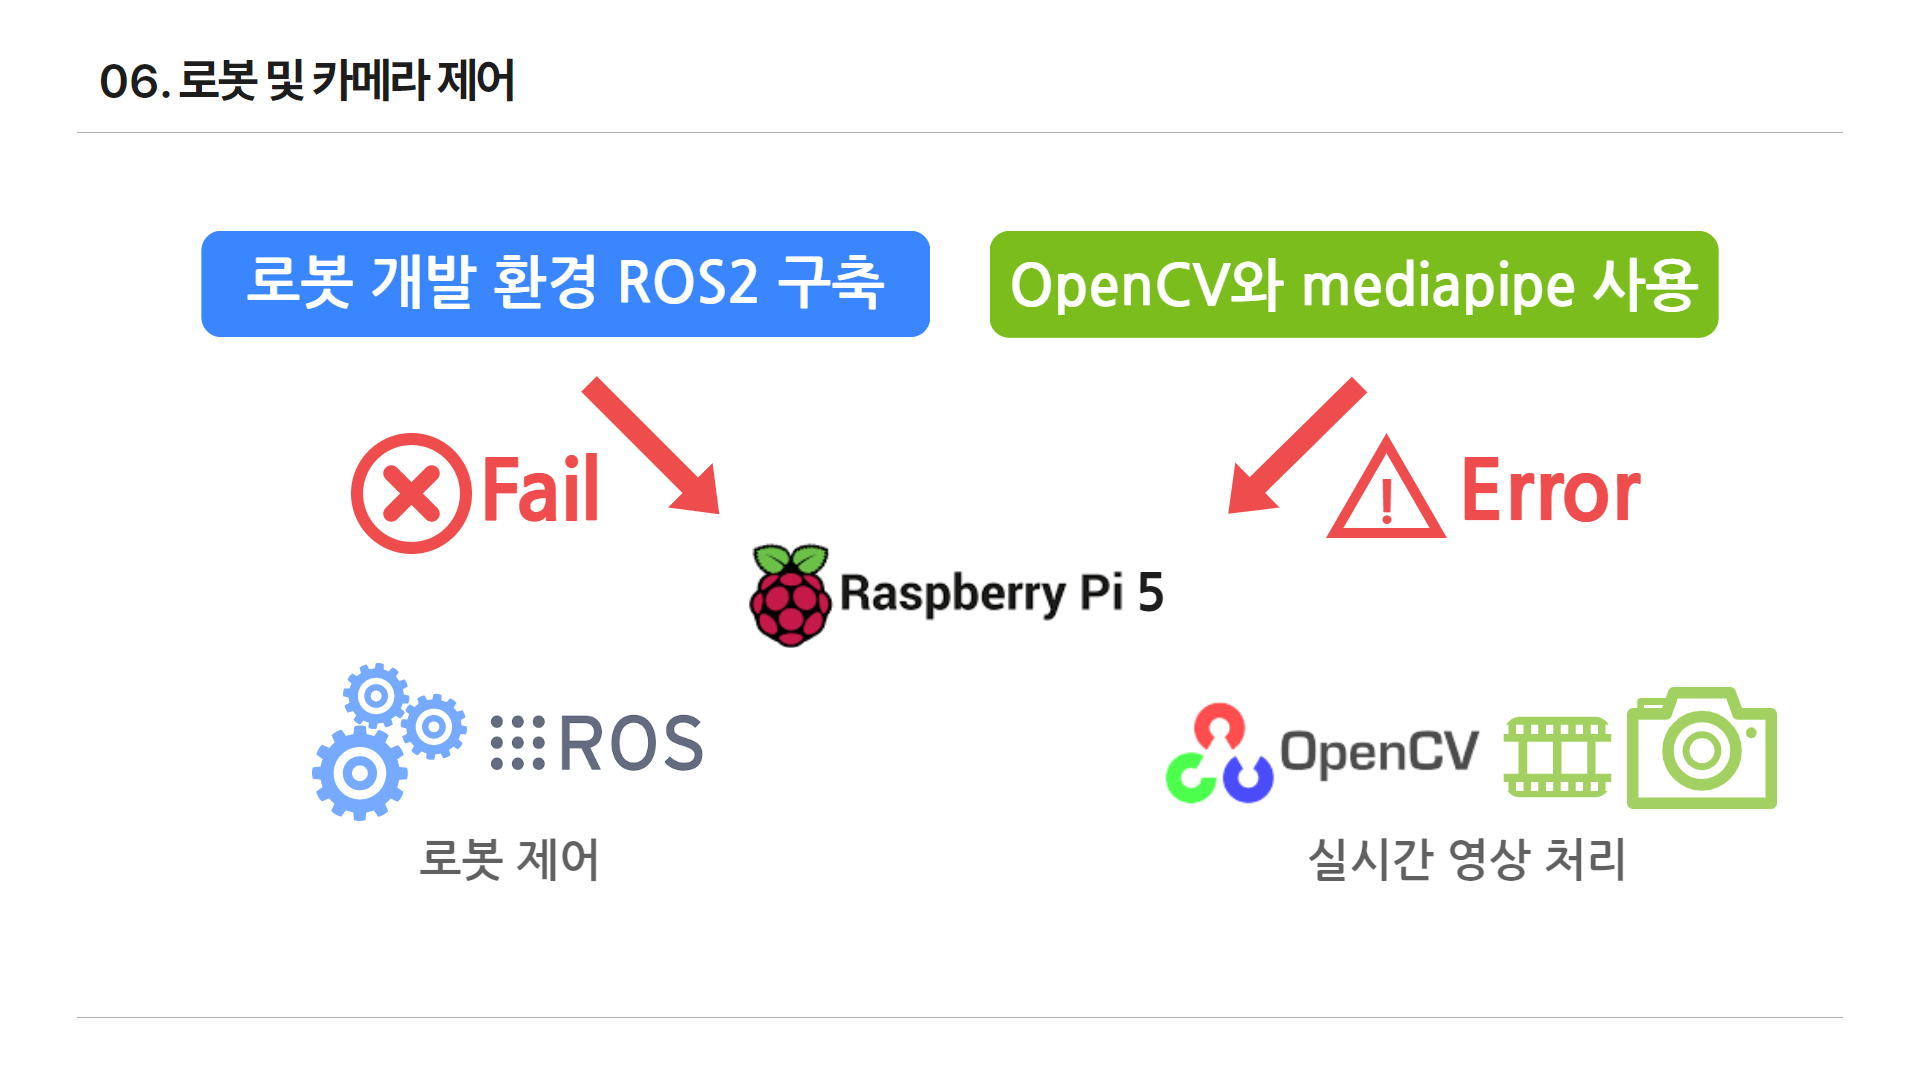 06. 로봇 및 카메라 제어
로봇 개발 환경 ROS2 구축
OpenCV와 mediapipe 사용
Fail
Error
Raspberry Pi 5
ROS
OpenCV
로봇 제어
실시간 영상 처리